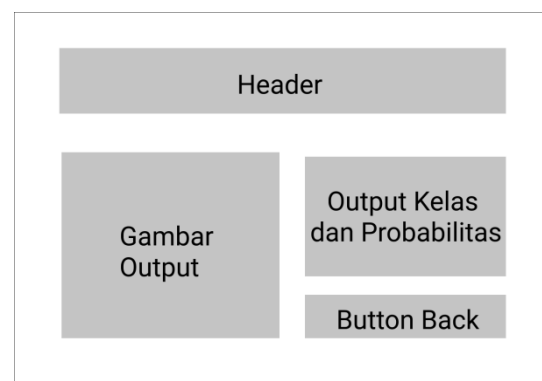 Header
Gambar
Output
Output Kelas
dan Probabilitas
Button Back